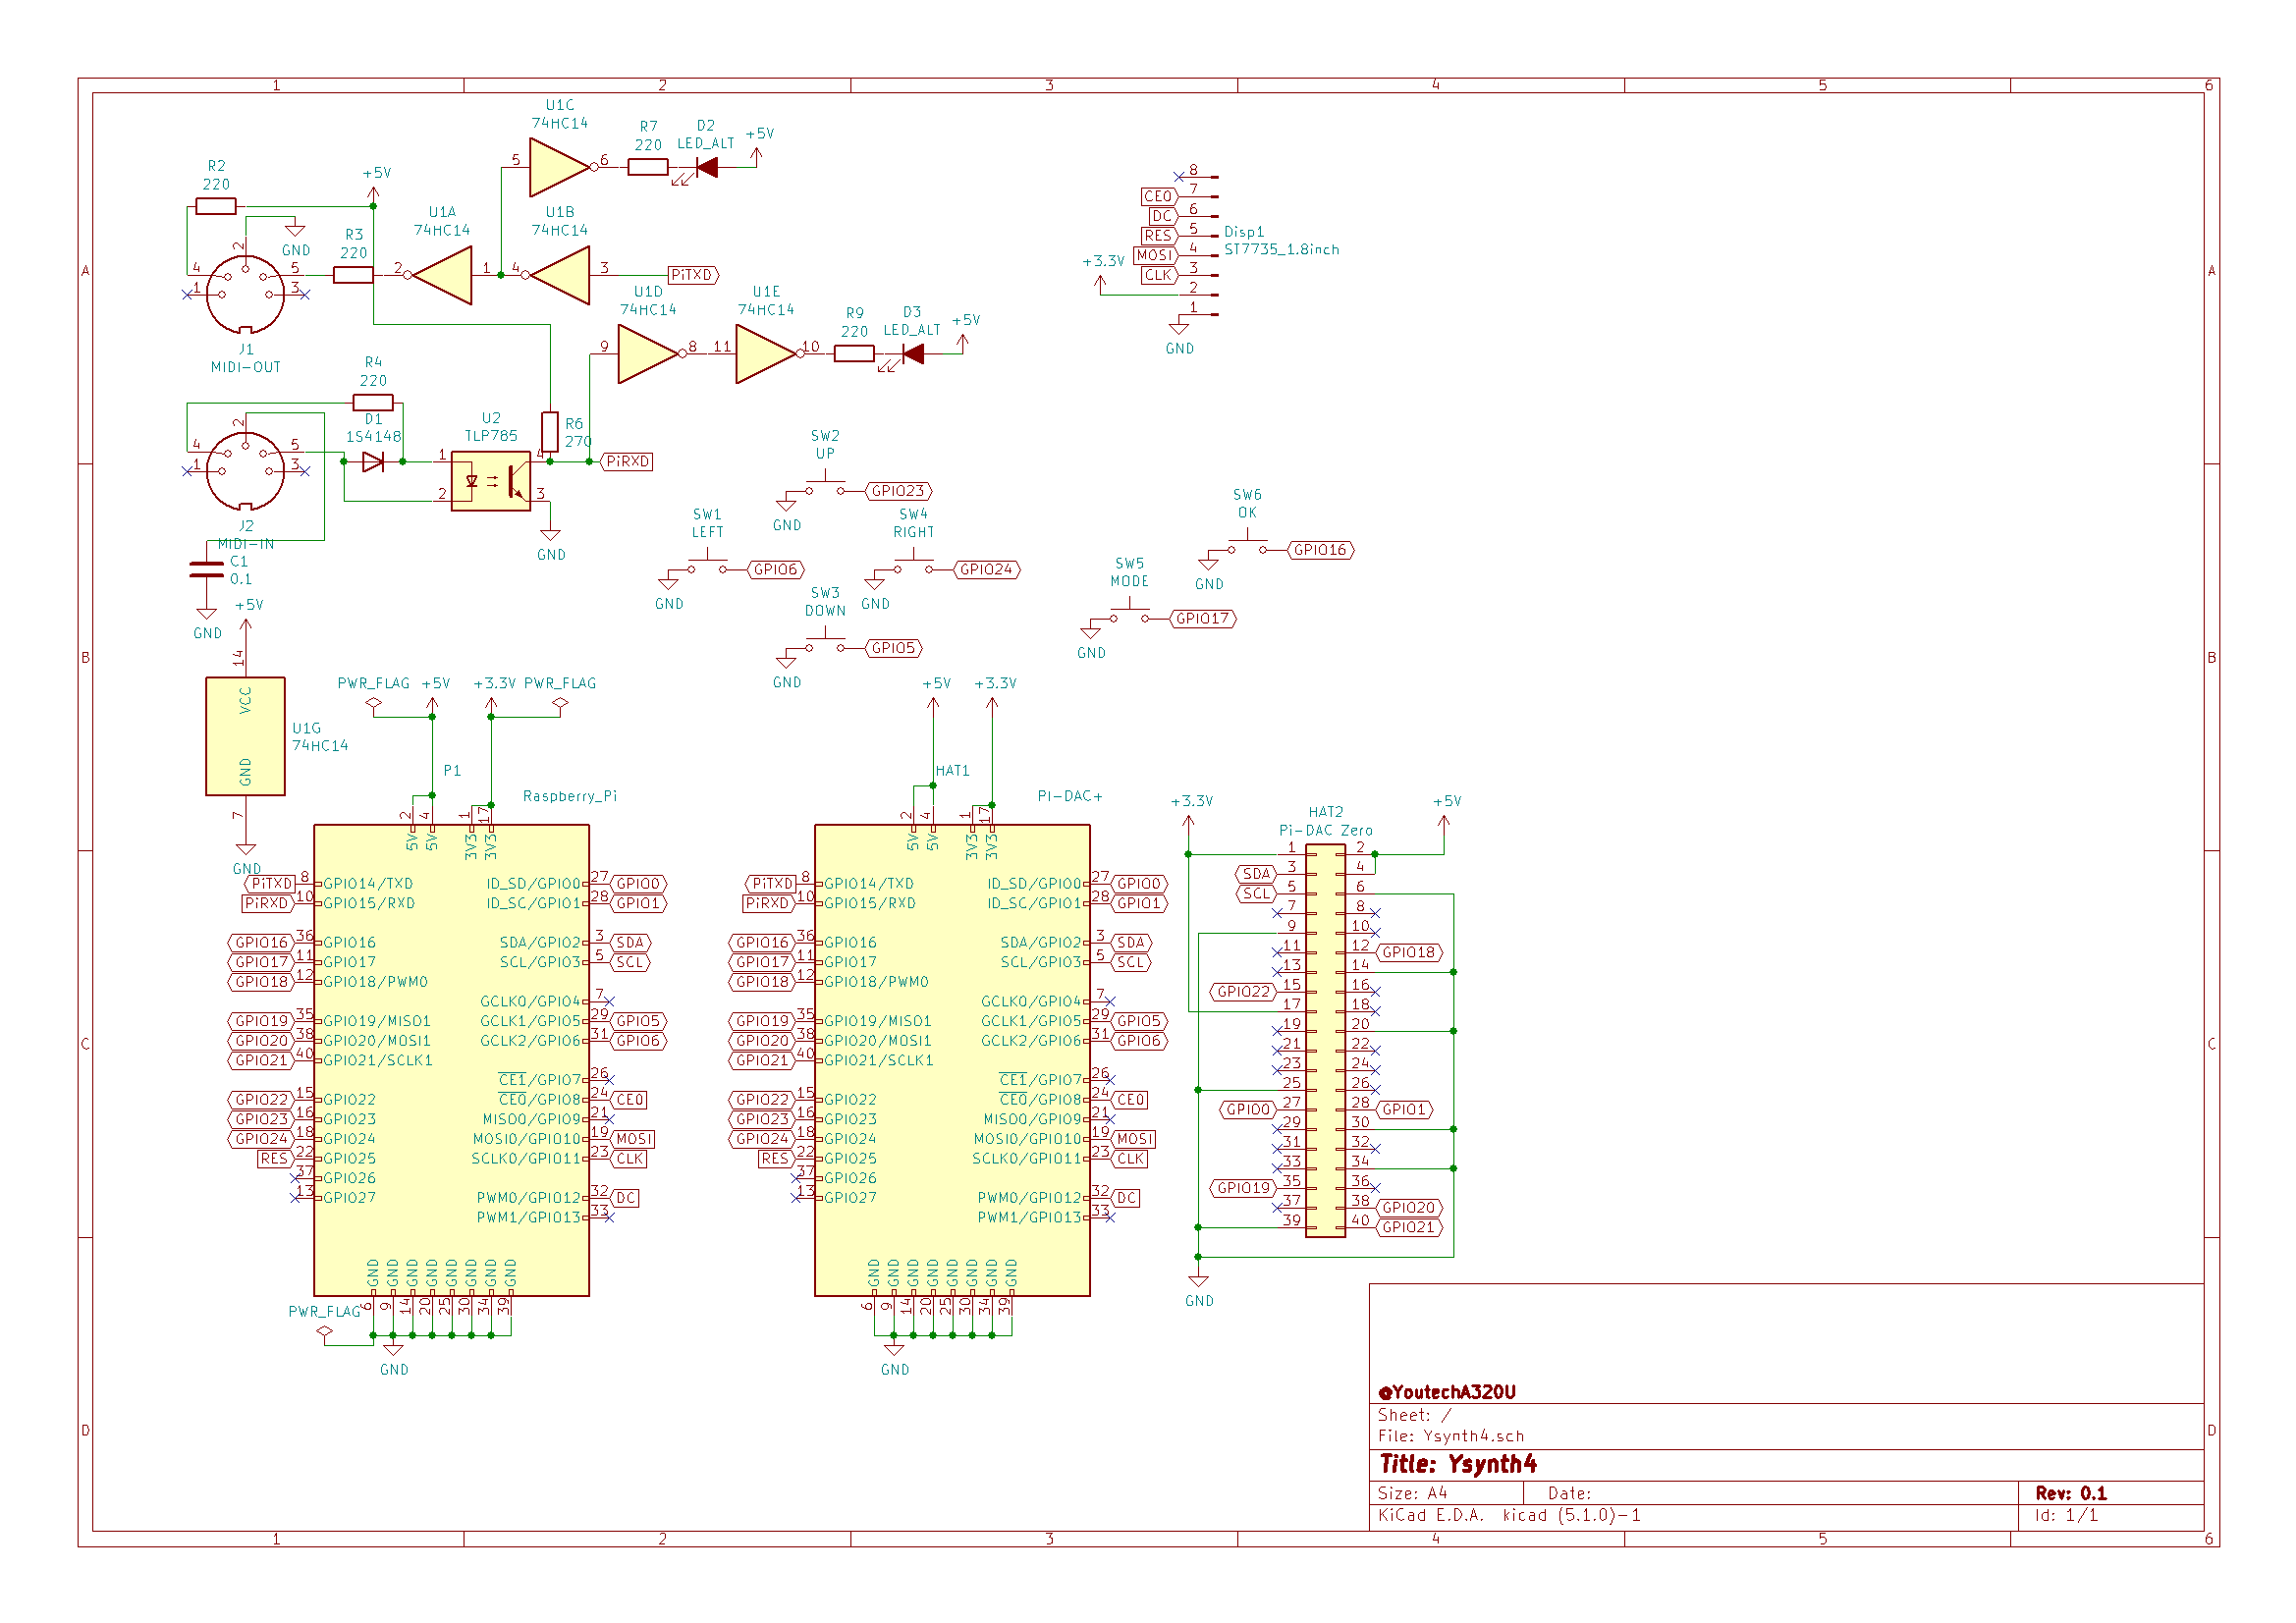 1 2 3 4 5 6
A
B
C
D
U1C
74HC14
5 6
R7
220
D2
LED_ALT
+5V
R2
220
+5V
GND
J1
MIDI-OUT
4 2 5
1 3
R3
220
U1A
74HC14
2 1
U1B
74HC14
4 3
PiTXD
U1D
74HC14
9 8
U1E
74HC14
11 10
R9
220
D3
LED_ALT
+5V
R4
220
D1
1S4148
4 2 5
1 3
J2
MIDI-IN
U2
TLP785
1 4
2 3
GND
R6
270
PiRXD
C1
0.1
GND
8
CE0 7
DC 6
RES 5
MOSI 4
CLK 3
2
1
+3.3V
GND
Disp1
ST7735_1.8inch
SW2
UP
GND
GPIO23
SW1
LEFT
GND
GPIO6
SW4
RIGHT
GND
GPIO24
SW3
DOWN
GND
GPIO5
SW6
OK
GND
GPIO16
SW5
MODE
GND
GPIO17
+5V
14
VCC
GND
7
GND
U1G
74HC14
PWR_FLAG +5V
+3.3V PWR_FLAG
P1
Raspberry_Pi
2 4 1 17
5V 5V 3V3 3V3
PiTXD 8 GPIO14/TXD
PiRXD 10 GPIO15/RXD
GPIO16 36 GPIO16
GPIO17 11 GPIO17
GPIO18 12 GPIO18/PWM0
GPIO19 35 GPIO19/MISO1
GPIO20 38 GPIO20/MOSI1
GPIO21 40 GPIO21/SCLK1
GPIO22 15 GPIO22
GPIO23 16 GPIO23
GPIO24 18 GPIO24
RES 22 GPIO25
37 GPIO26
13 GPIO27
ID_SD/GPIO0 27 GPIO0
ID_SC/GPIO1 28 GPIO1
SDA/GPIO2 3 SDA
SCL/GPIO3 5 SCL
GCLK0/GPIO4 7
GCLK1/GPIO5 29 GPIO5
GCLK2/GPIO6 31 GPIO6
CE1/GPIO7 26
CE0/GPIO8 24 CE0
MISO0/GPIO9 21
MOSI0/GPIO10 19 MOSI
SCLK0/GPIO11 23 CLK
PWM0/GPIO12 32 DC
PWM1/GPIO13 33
GND GND GND GND GND GND GND GND
6 9 14 20 25 30 34 39
PWR_FLAG
GND
+5V +3.3V
HAT1
PI-DAC+
2 4 1 17
5V 5V 3V3 3V3
PiTXD 8 GPIO14/TXD
PiRXD 10 GPIO15/RXD
GPIO16 36 GPIO16
GPIO17 11 GPIO17
GPIO18 12 GPIO18/PWM0
GPIO19 35 GPIO19/MISO1
GPIO20 38 GPIO20/MOSI1
GPIO21 40 GPIO21/SCLK1
GPIO22 15 GPIO22
GPIO23 16 GPIO23
GPIO24 18 GPIO24
RES 22 GPIO25
37 GPIO26
13 GPIO27
ID_SD/GPIO0 27 GPIO0
ID_SC/GPIO1 28 GPIO1
SDA/GPIO2 3 SDA
SCL/GPIO3 5 SCL
GCLK0/GPIO4 7
GCLK1/GPIO5 29 GPIO5
GCLK2/GPIO6 31 GPIO6
CE1/GPIO7 26
CE0/GPIO8 24 CE0
MISO0/GPIO9 21
MOSI0/GPIO10 19 MOSI
SCLK0/GPIO11 23 CLK
PWM0/GPIO12 32 DC
PWM1/GPIO13 33
GND GND GND GND GND GND GND GND
6 9 14 20 25 30 34 39
GND
+3.3V +5V
HAT2
Pi-DAC Zero
1 2
SDA 3 4
SCL 5 6
7 8
9 10
11 12 GPIO18
13 14
GPIO22 15 16
17 18
19 20
21 22
23 24
25 26
GPIO0 27 28 GPIO1
29 30
31 32
33 34
GPIO19 35 36
37 38 GPIO20
39 40 GPIO21
GND
@YoutechA320U
Sheet: /
File: Ysynth4.sch
Title: Ysynth4
Size: A4 Date: Rev: 0.1
KiCad E.D.A. kicad (5.1.0)-1 Id: 1/1
A
B
C
D
1 2 3 4 5 6